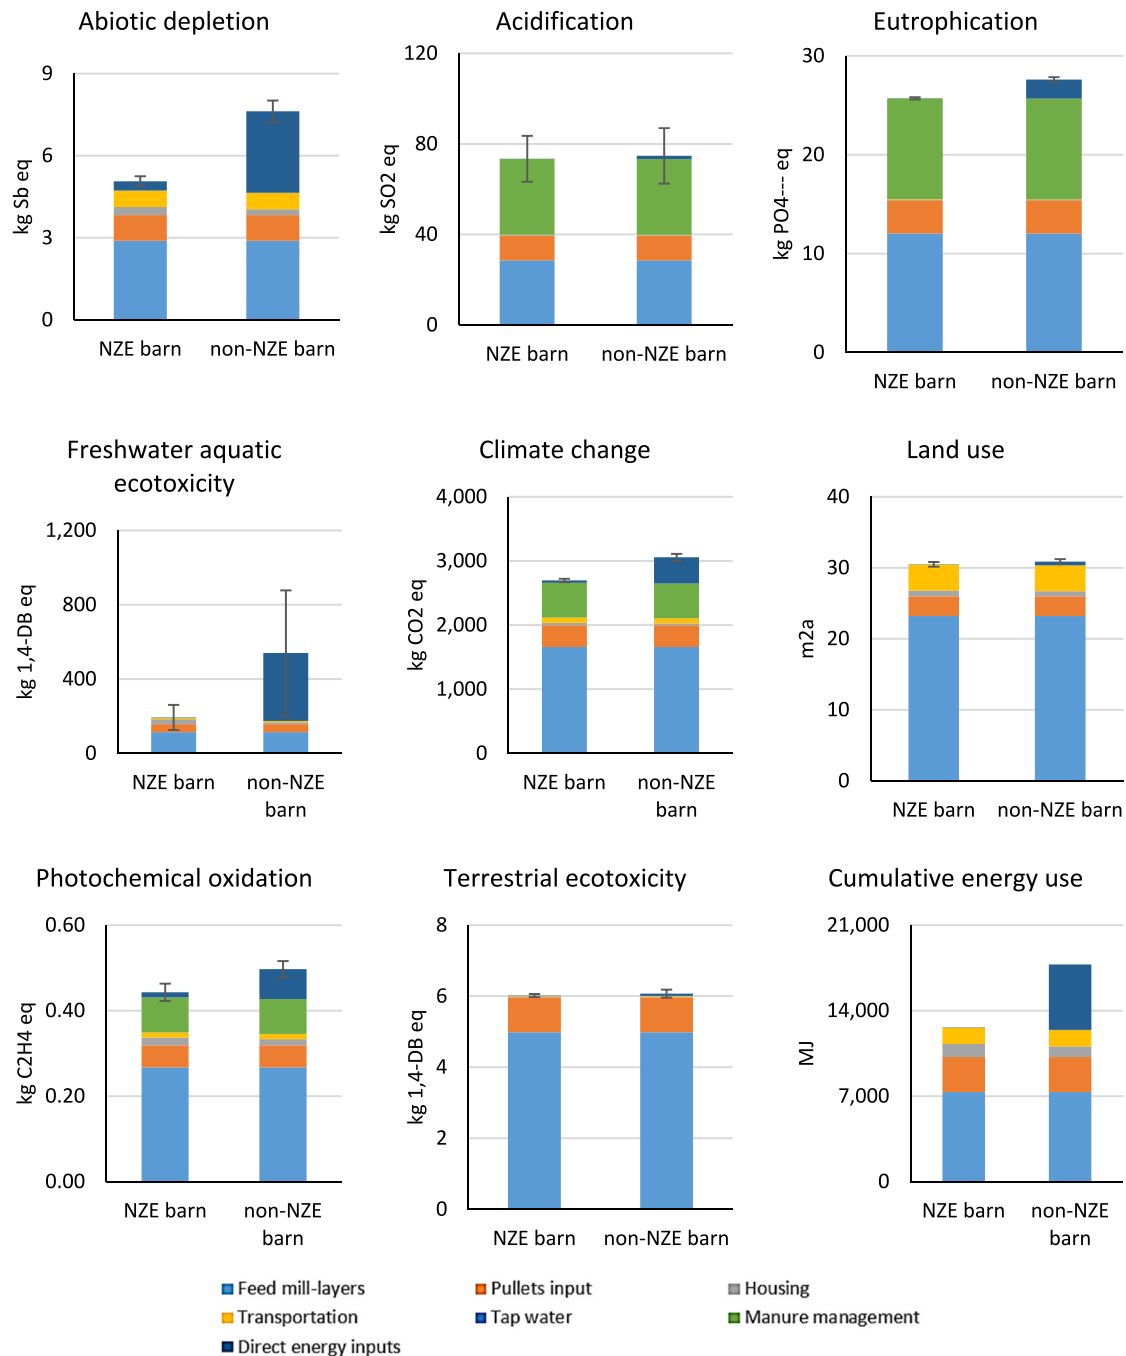 Abiotic depletion
9
6
3
0
kg Sb eq
NZE barn
non-NZE barn
Acidification
120
80
40
0
kg SO2 eq
NZE barn
non-NZE barn
Eutrophication
30
20
10
0
kg PO4--- eq
NZE barn
non-NZE barn
Freshwater aquatic
ecotoxicity
1,200
800
400
0
kg 1,4-DB eq
NZE barn
non-NZE
barn
Climate change
4,000
3,000
2,000
1,000
0
kg CO2 eq
NZE barn
non-NZE
barn
Land use
40
30
20
10
0
m2a
NZE barn
non-NZE barn
Photochemical oxidation
0.60
0.40
0.20
0.00
kg C2H4 eq
NZE barn
non-NZE
barn
Terrestrial ecotoxicity
8
6
4
2
0
kg 1,4-DB eq
NZE barn
non-NZE barn
Cumulative energy use
21,000
14,000
7,000
0
MJ
NZE barn
non-NZE
barn
Feed mill-layers
Pullets input
Housing
Transportation
Tap water
Manure management
Direct energy inputs